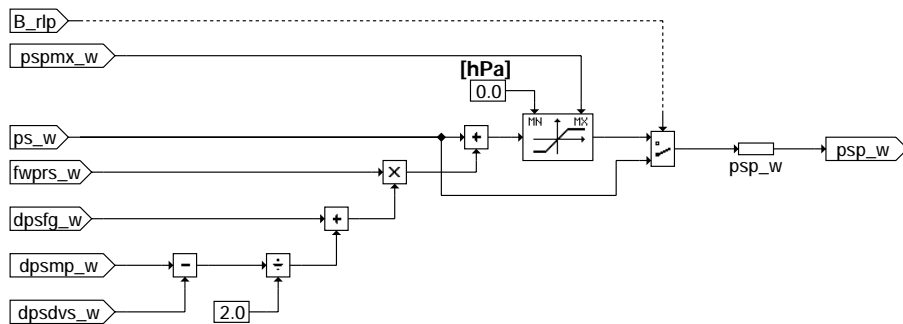 B_rlp
pspmx_w
[hPa]
0.0
MN
MX
ps_w
+
fwprs_w
×
psp_w
psp_w
dpsfg_w
+
dpsmp_w
-
÷
dpsdvs_w
2.0